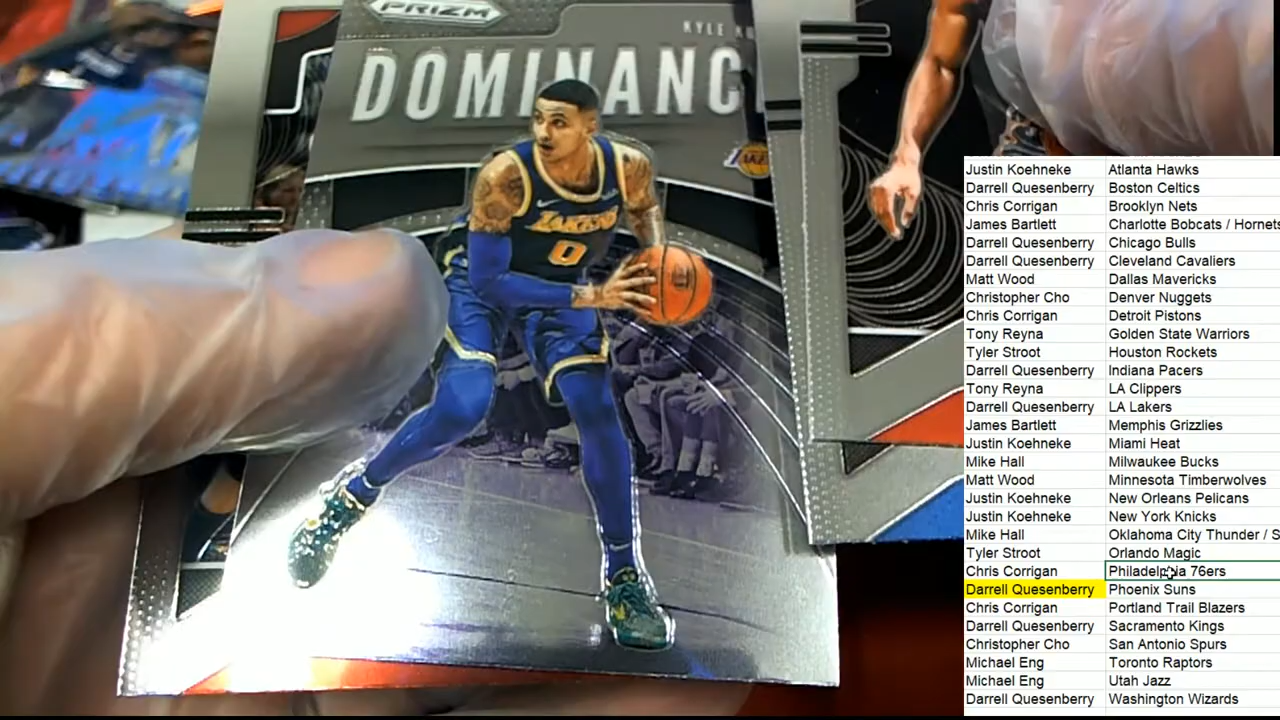 PRIZM
KYLE
DOMINANC
LAKERS
0
Justin Koehneke Atlanta Hawks
Darrell Quesenberry Boston Celtics
Chris Corrigan Brooklyn Nets
James Bartlett Charlotte Bobcats / Hornets
Darrell Quesenberry Chicago Bulls
Darrell Quesenberry Cleveland Cavaliers
Matt Wood Dallas Mavericks
Christopher Cho Denver Nuggets
Chris Corrigan Detroit Pistons
Tony Reyna Golden State Warriors
Tyler Stroot Houston Rockets
Darrell Quesenberry Indiana Pacers
Tony Reyna LA Clippers
Darrell Quesenberry LA Lakers
James Bartlett Memphis Grizzlies
Justin Koehneke Miami Heat
Mike Hall Milwaukee Bucks
Matt Wood Minnesota Timberwolves
Justin Koehneke New Orleans Pelicans
Justin Koehneke New York Knicks
Mike Hall Oklahoma City Thunder / S
Tyler Stroot Orlando Magic
Chris Corrigan Philadelphia 76ers
Darrell Quesenberry Phoenix Suns
Chris Corrigan Portland Trail Blazers
Darrell Quesenberry Sacramento Kings
Christopher Cho San Antonio Spurs
Michael Eng Toronto Raptors
Michael Eng Utah Jazz
Darrell Quesenberry Washington Wizards